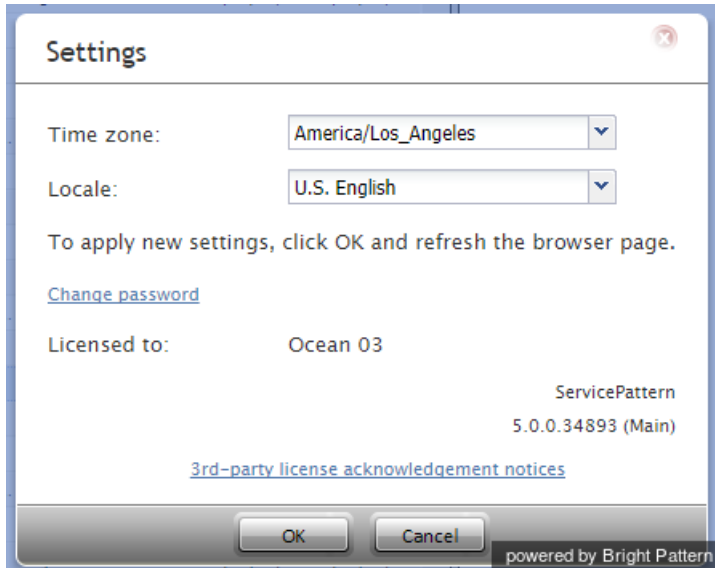 Settings
Time zone: America/Los_Angeles
Locale: U.S. English
To apply new settings, click OK and refresh the browser page.
Change password
Licensed to: Ocean 03
ServicePattern
5.0.0.34893 (Main)
3rd-party license acknowledgement notices
OK Cancel
powered by Bright Pattern